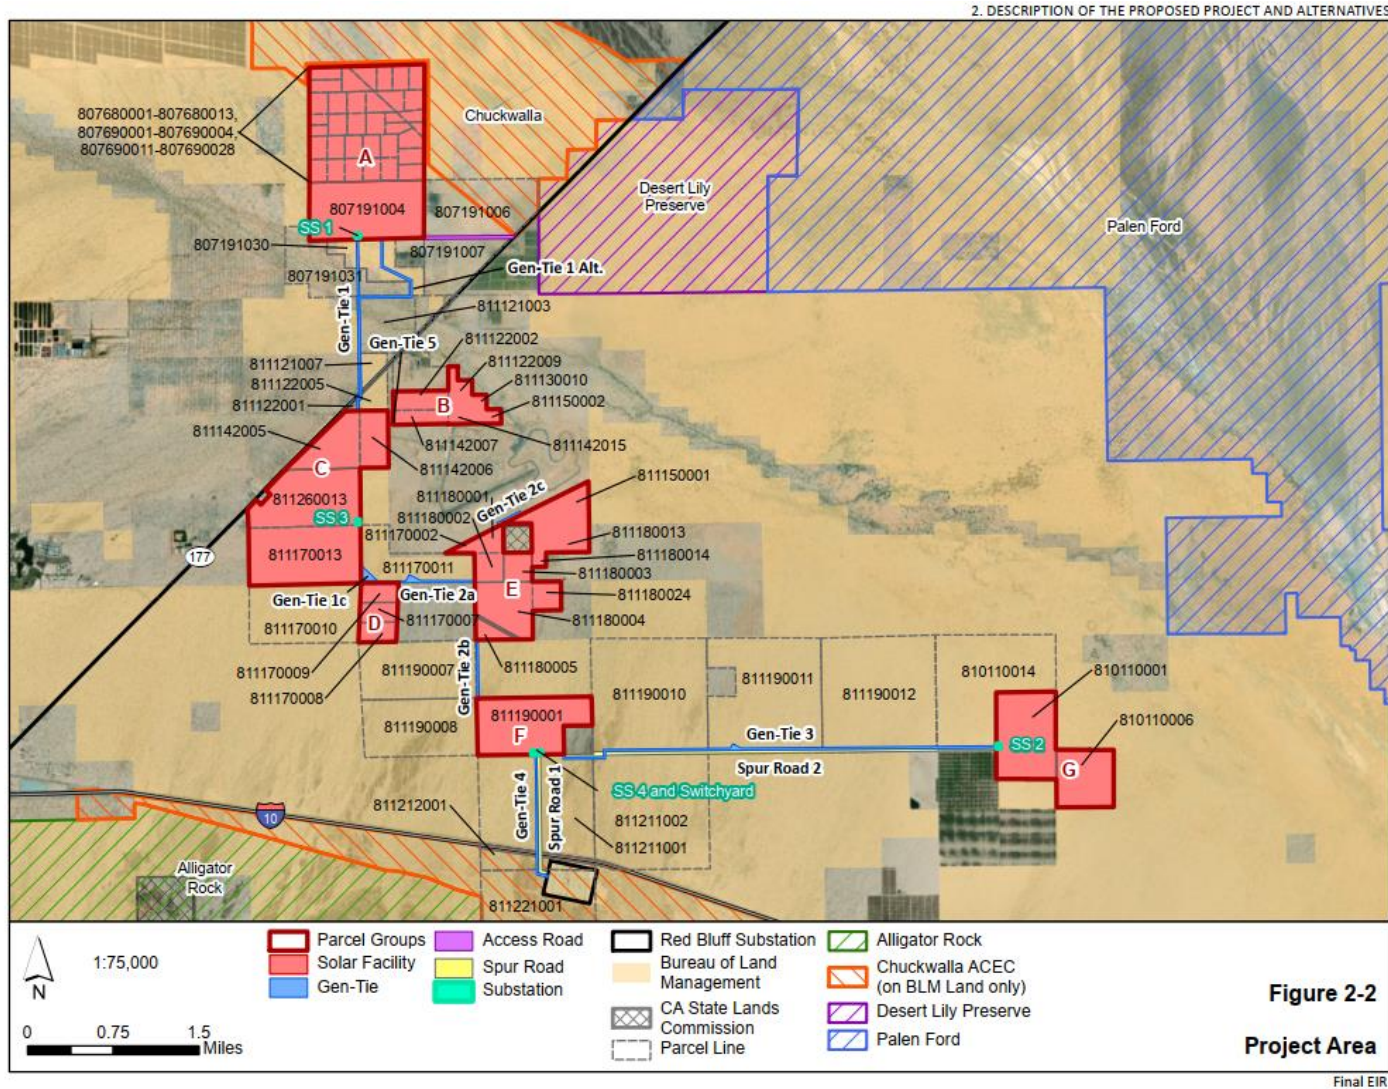 2. DESCRIPTION OF THE PROPOSED PROJECT AND ALTERNATIVES
807680001-807680013,
807690001-807690004,
807690011-807690028
Chuckwalla
A
Desert Lily
Preserve
Palen Ford
807191004
807191006
SS 1
807191030
807191007
807191031
Gen-Tie 1 Alt.
Gen-Tie 1
811121003
Gen-Tie 5
811122002
811121007
811122009
811122005
811130010
811122001
B
811150002
811142005
811142007
811142015
C
811142006
811150001
811260013
811180001
Gen-Tie 2c
SS 3
811180002
811170002
811180013
177
811170013
811180014
811170011
811180003
E
Gen-Tie 1c
Gen-Tie 2a
811180024
811170010
D
811170007
811180004
811170009
811190007
Gen-Tie 2b
811180005
811170008
811190010
811190011
811190012
810110014
810110001
811190008
811190001
F
810110006
Gen-Tie 3
SS 2
G
Spur Road 2
Gen-Tie 4
Spur Road 1
SS 4 and Switchyard
10
811212001
811211002
811211001
Alligator
Rock
811221001
N
1:75,000
0 0.75 1.5
Miles
Parcel Groups
Solar Facility
Gen-Tie
Access Road
Spur Road
Substation
Red Bluff Substation
Bureau of Land
Management
CA State Lands
Commission
Parcel Line
Alligator Rock
Chuckwalla ACEC
(on BLM Land only)
Desert Lily Preserve
Palen Ford
Figure 2-2
Project Area
Final EIR